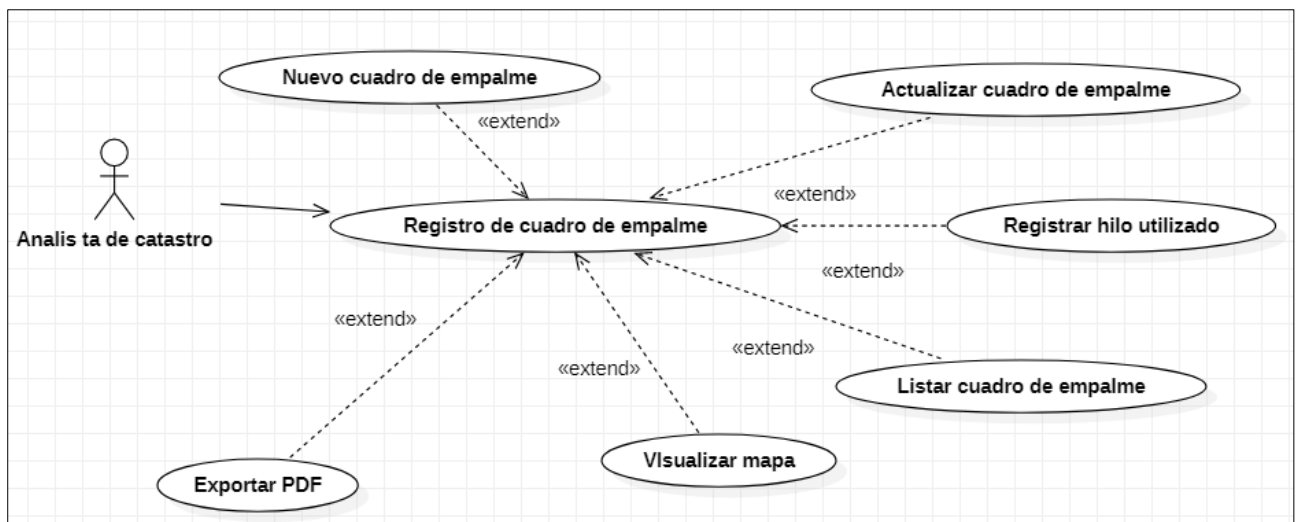 Nuevo cuadro de empalme
Actualizar cuadro de empalme
«extend»
«extend»
Registro de cuadro de empalme
Registrar hilo utilizado
Analis ta de catastro
«extend»
«extend»
«extend»
«extend»
Listar cuadro de empalme
VIsualizar mapa
Exportar PDF